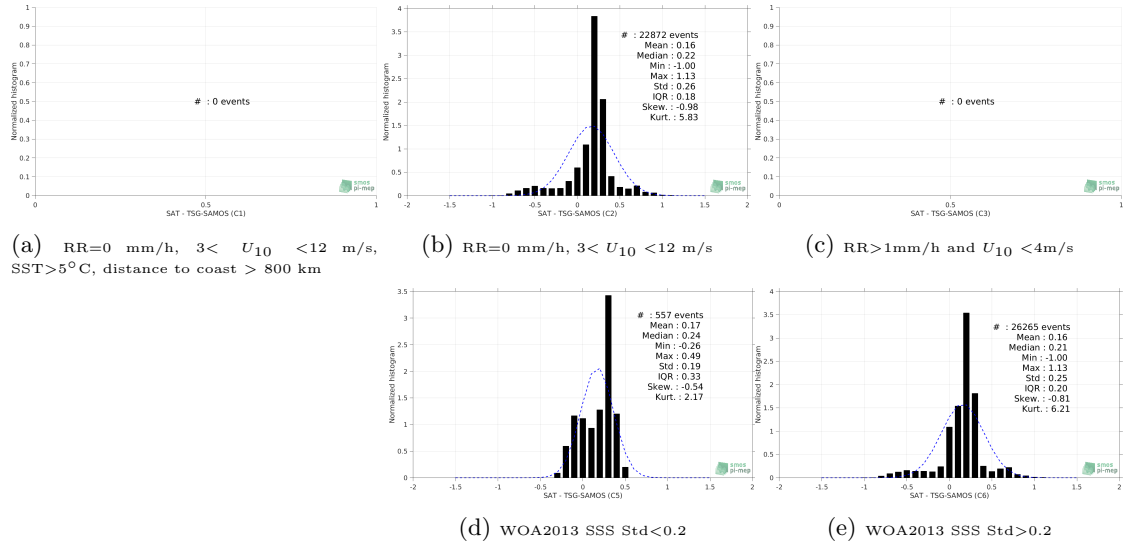 1
0.9
0.8
0.7
0.6
0.5
0.4
0.3
0.2
0.1
0
Normalized histogram
# : 0 events
smos
pi-mep
0 0.5 1
SAT - TSG-SAMOS (C1)
(a) RR=0 mm/h, 3< U10 <12 m/s,
SST>5°C, distance to coast > 800 km
4
3.5
3
2.5
2
1.5
1
0.5
0
Normalized histogram
# : 22872 events
Mean : 0.16
Median : 0.22
Min : -1.00
Max : 1.13
Std : 0.26
IQR : 0.18
Skew. : -0.98
Kurt. : 5.83
smos
pi-mep
-2 -1.5 -1 -0.5 0 0.5 1 1.5 2
SAT - TSG-SAMOS (C2)
(b) RR=0 mm/h, 3< U10 <12 m/s
1
0.9
0.8
0.7
0.6
0.5
0.4
0.3
0.2
0.1
0
Normalized histogram
# : 0 events
smos
pi-mep
0 0.5 1
SAT - TSG-SAMOS (C3)
(c) RR>1mm/h and U10 <4m/s
3.5
3
2.5
2
1.5
1
0.5
0
Normalized histogram
# : 557 events
Mean : 0.17
Median : 0.24
Min : -0.26
Max : 0.49
Std : 0.19
IQR : 0.33
Skew. : -0.54
Kurt. : 2.17
smos
pi-mep
-2 -1.5 -1 -0.5 0 0.5 1 1.5 2
SAT - TSG-SAMOS (C5)
(d) WOA2013 SSS Std<0.2
4
3.5
3
2.5
2
1.5
1
0.5
0
Normalized histogram
# : 26265 events
Mean : 0.16
Median : 0.21
Min : -1.00
Max : 1.13
Std : 0.25
IQR : 0.20
Skew. : -0.81
Kurt. : 6.21
smos
pi-mep
-2 -1.5 -1 -0.5 0 0.5 1 1.5 2
SAT - TSG-SAMOS (C6)
(e) WOA2013 SSS Std>0.2